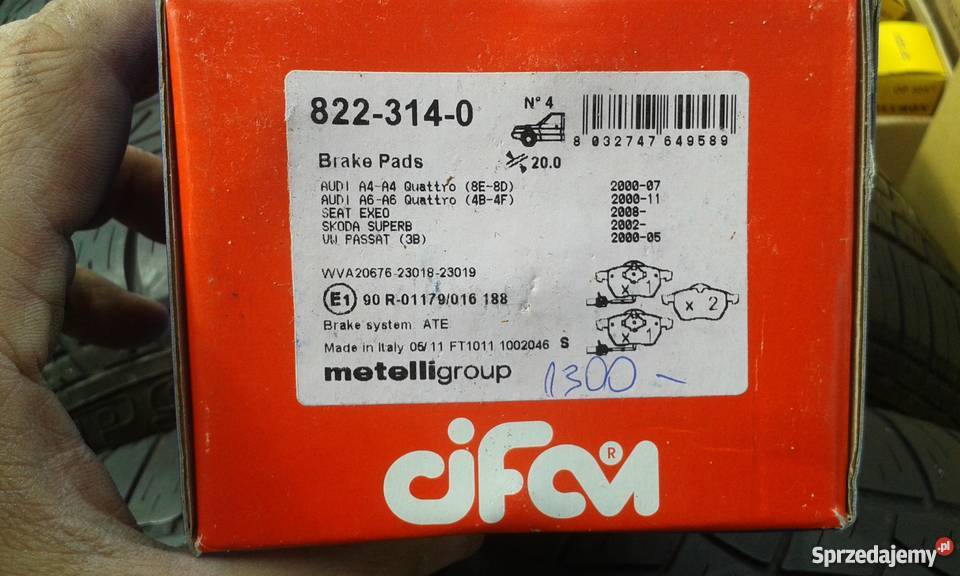 822-314-0
N° 4
8 032747 649589
Brake Pads
20.0
AUDI A4-A4 Quattro (8E-8D) 2000-07
AUDI A6-A6 Quattro (4B-4F) 2000-11
SEAT EXEO 2008-
SKODA SUPERB 2002-
VW PASSAT (3B) 2000-05
WVA20676-23018-23019
E1 90 R-01179/016 188
x 1
x 2
x 1
Brake system ATE
Made in Italy 05/11 FT1011 1002046 S
metelligroup
1300 -
CIFAM ®
Sprzedajemy.pl